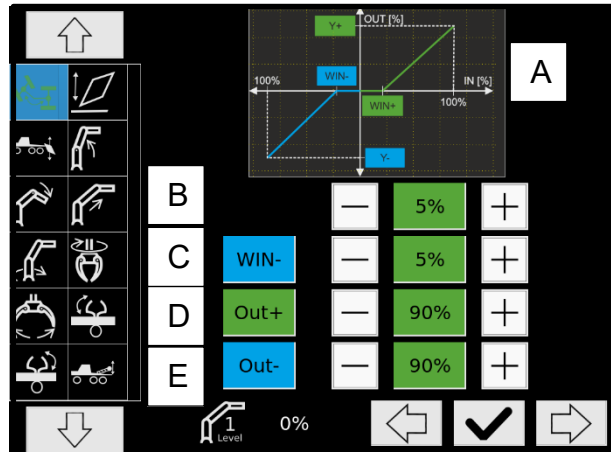 Y+ OUT [%]
A
100% WIN- IN [%]
WIN+ 100%
Y-
B 5%
C WIN- 5%
D Out+ 90%
E Out- 90%
1 0%
Level